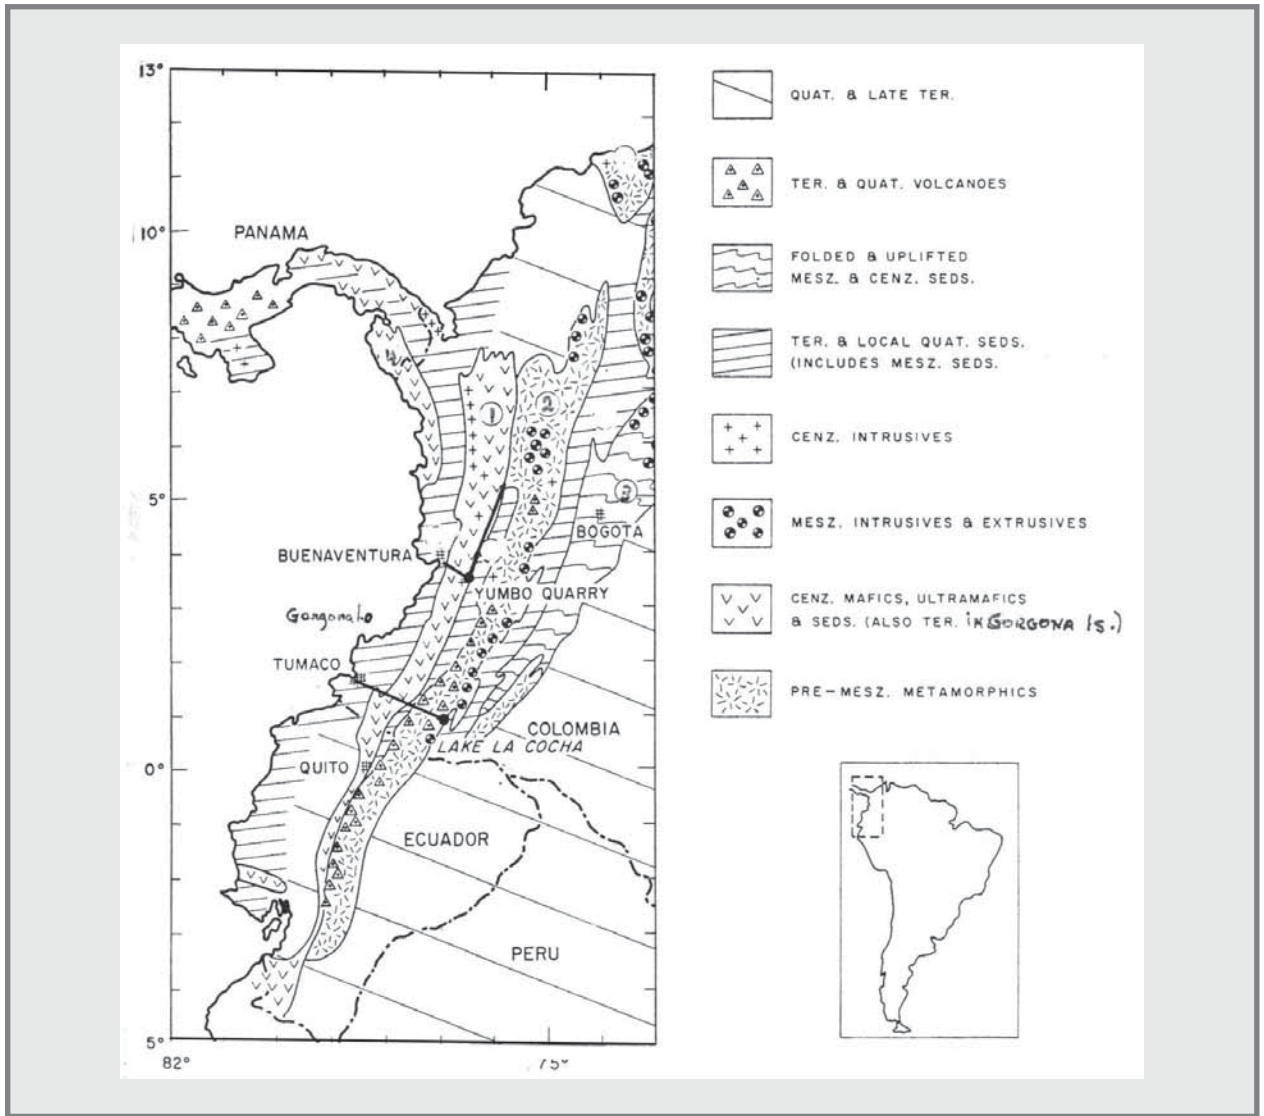 13°
10°
5°
0°
5°
82°
75°
PANAMA
1
2
3
BOGOTA
BUENAVENTURA
YUMBO QUARRY
TUMACO
COLOMBIA
LAKE LA COCHA
QUITO
ECUADOR
PERU
QUAT. & LATE TER.
TER. & QUAT. VOLCANOES
FOLDED & UPLIFTED
MESZ. & CENZ. SEDS.
TER. & LOCAL QUAT. SEDS.
(INCLUDES MESZ. SEDS.
CENZ. INTRUSIVES
MESZ. INTRUSIVES & EXTRUSIVES
CENZ. MAFICS, ULTRAMAFICS
& SEDS. (ALSO TER. IN GORGONA IS.)
PRE-MESZ. METAMORPHICS